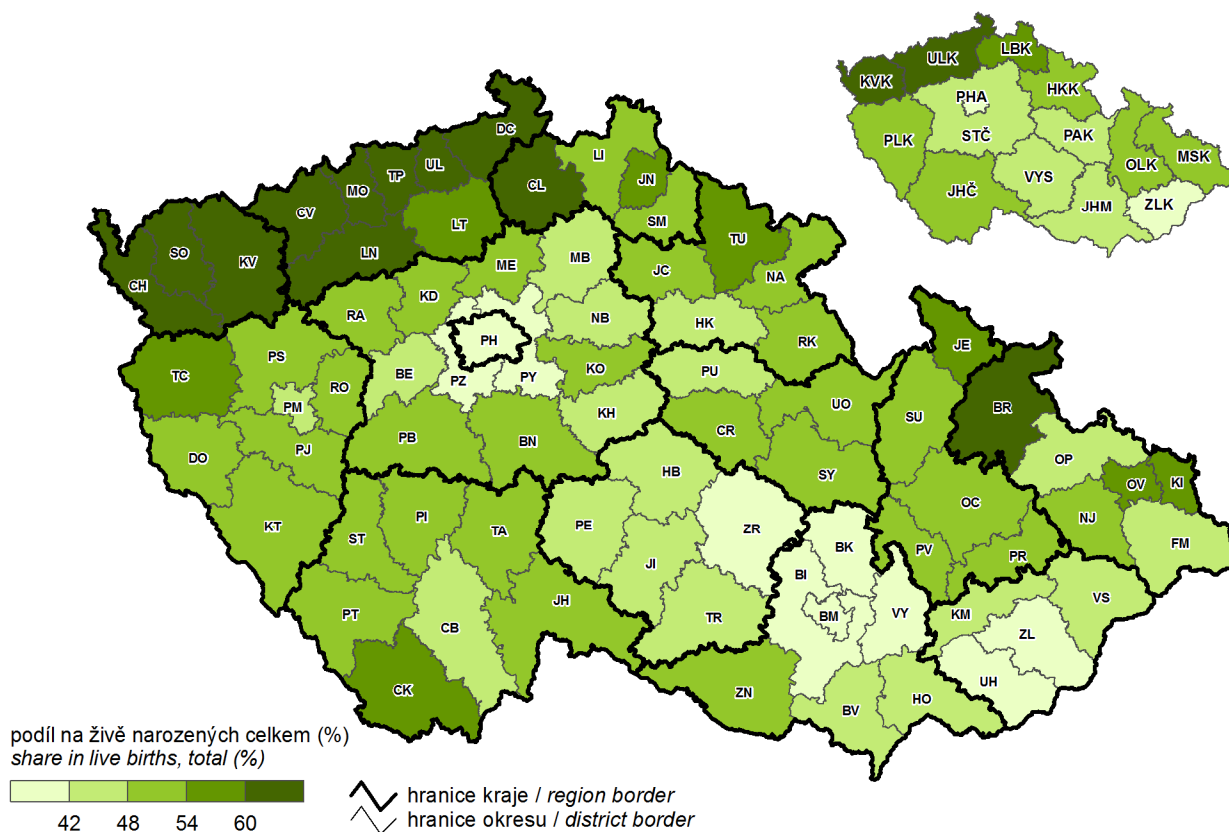 ULK
LBK
KVK
HKK
PHA
STČ
PLK
PAK
OLK
MSK
VYS
JHČ
JHM
ZLK
DC
UL
TP
MO
CV
LT
LN
CL
LI
JN
SM
SO
KV
CH
TU
NA
JC
HK
RK
ME
MB
KD
RA
NB
PH
BE
PZ
PY
KO
KH
PB
BN
TC
PS
PM
RO
PJ
DO
KT
PU
UO
CR
SY
JE
BR
SU
OP
OV
KI
NJ
FM
OC
PV
PR
HB
PE
JI
ZR
TR
ST
PI
TA
PT
CB
JH
CK
BK
BI
BM
VY
ZN
BV
HO
KM
VS
ZL
UH
podíl na živě narozených celkem (%)
share in live births, total (%)
42 48 54 60
hranice kraje / region border
hranice okresu / district border